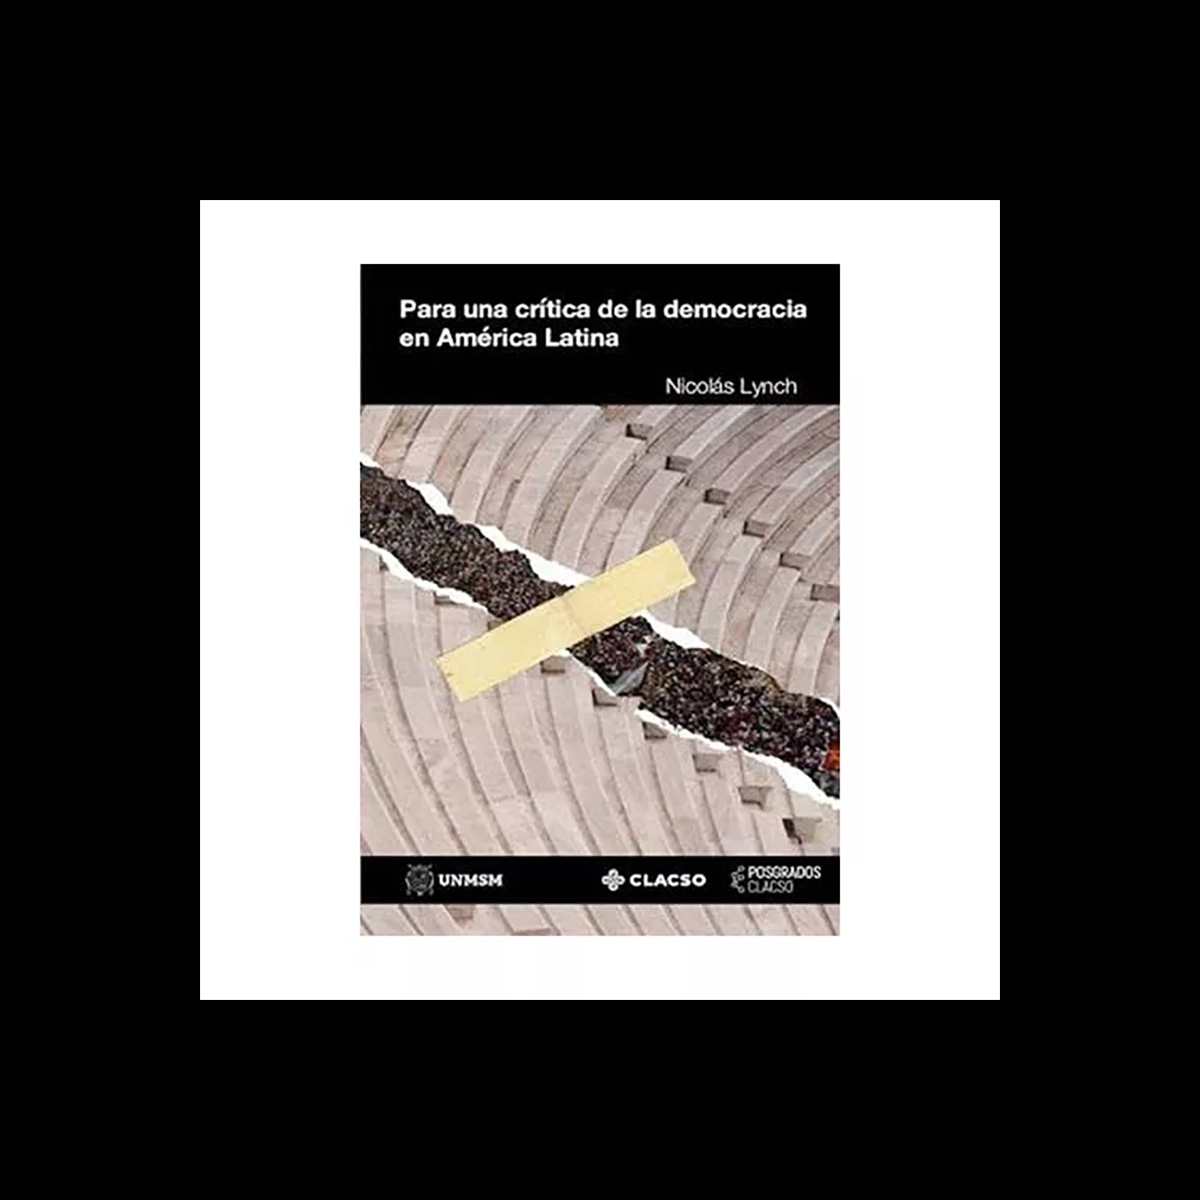 Para una crítica de la democracia
en América Latina
Nicolás Lynch
UNMSM
CLACSO
POSGRADOS
CLACSO